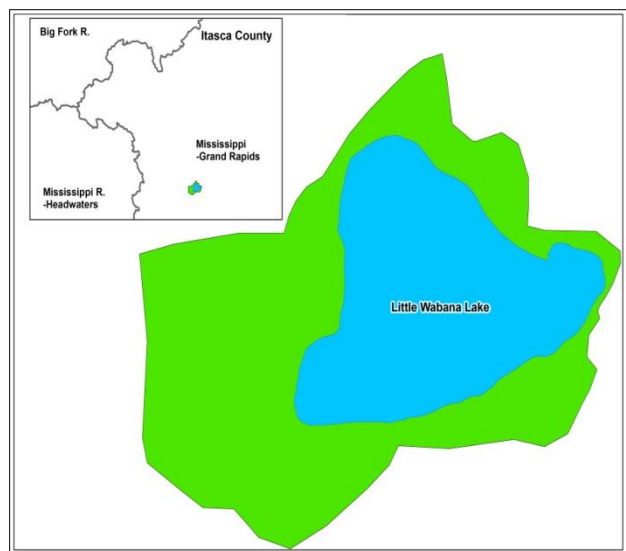 Big Fork R.
Itasca County
Mississippi
-Grand Rapids
Mississippi R.
-Headwaters
Little Wabana Lake